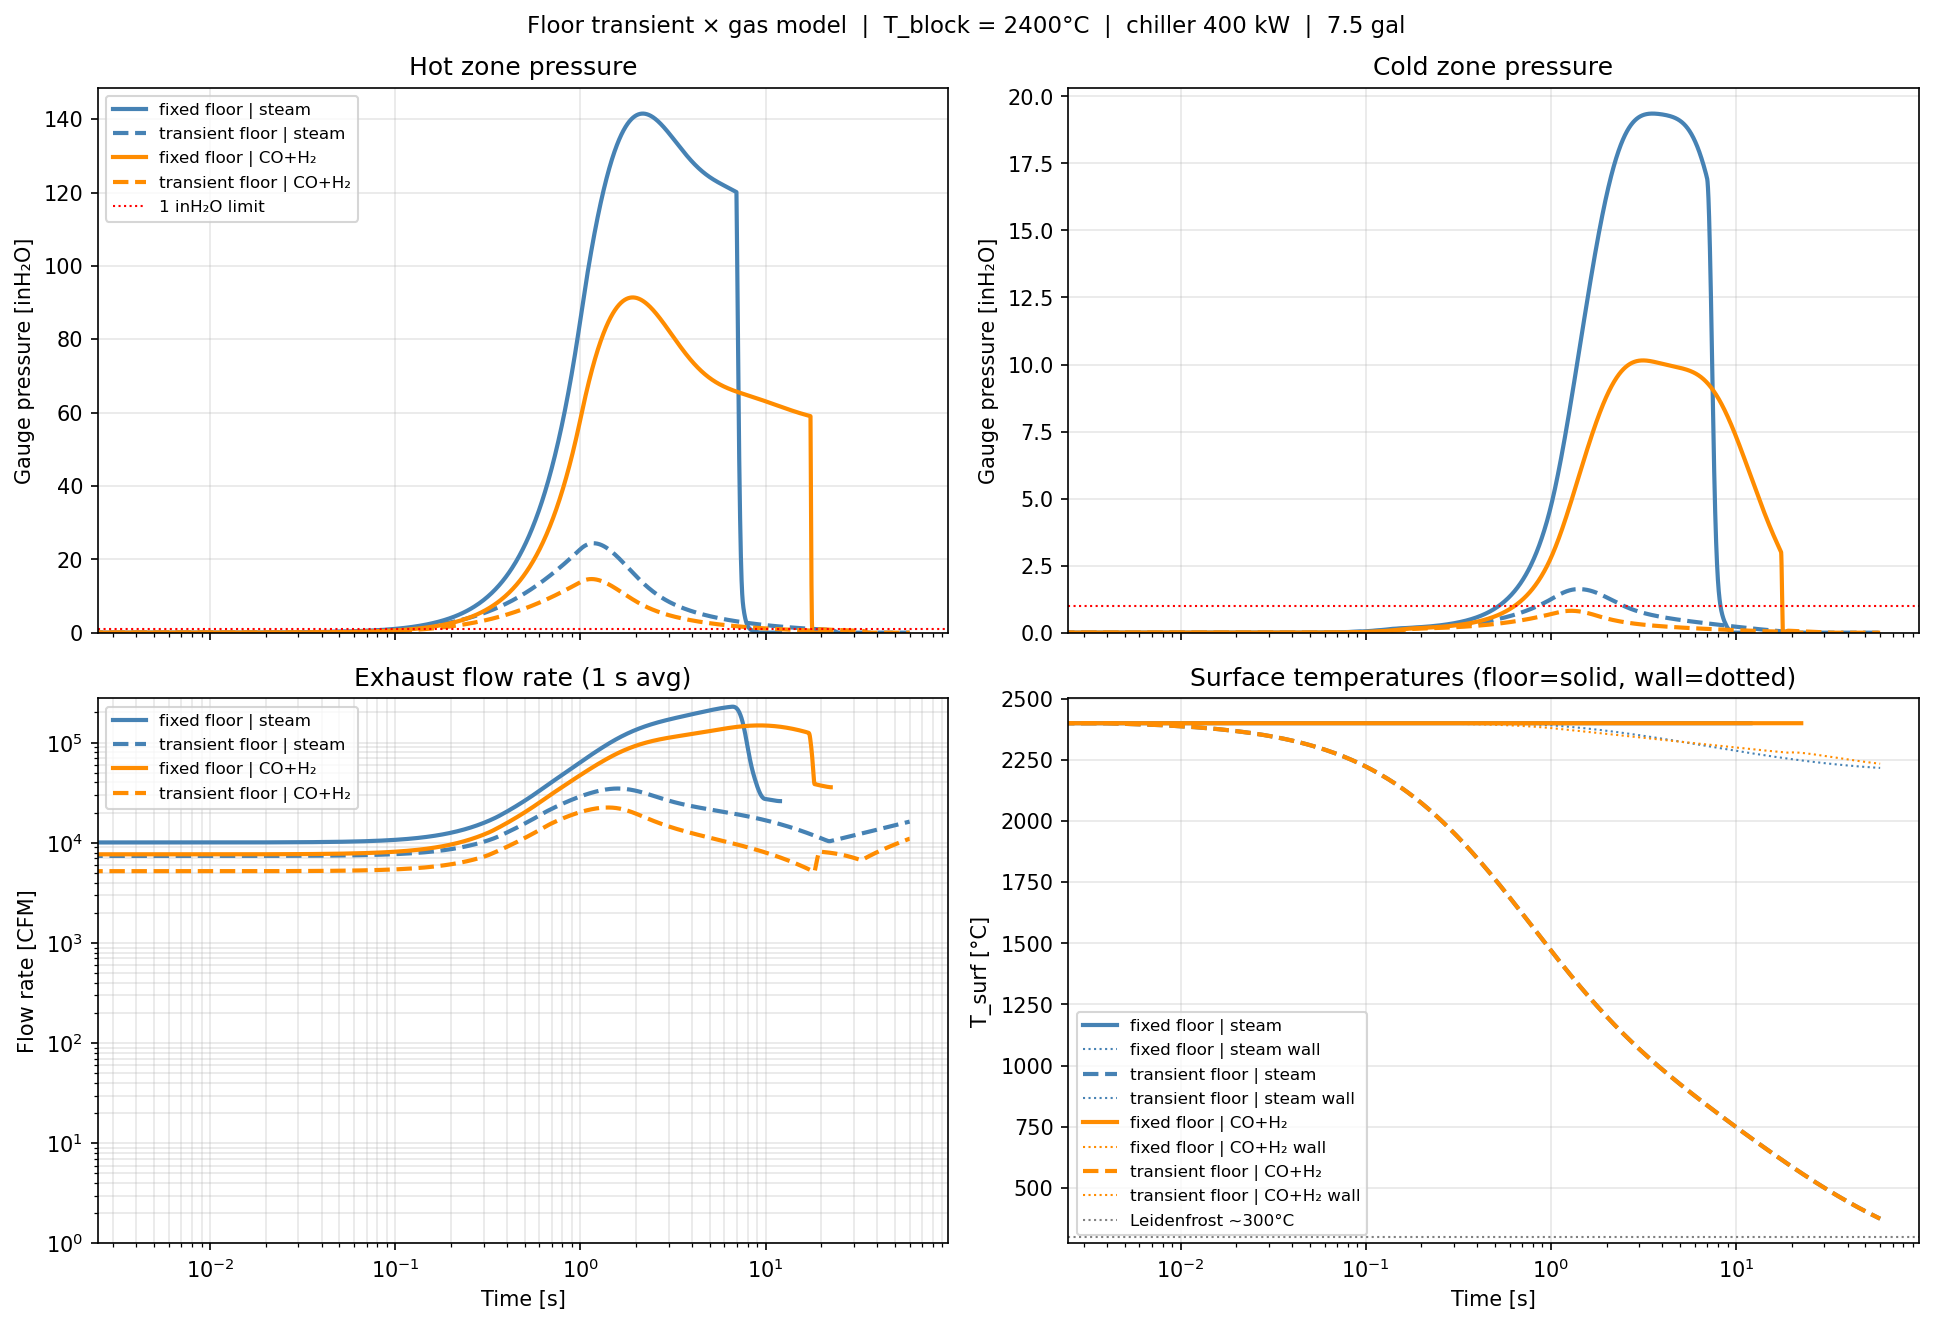 Floor transient × gas model  |  T_block = 2400°C  |  chiller 400 kW  |  7.5 gal
Hot zone pressure
Gauge pressure [inH₂O]
140
120
100
80
60
40
20
0
fixed floor | steam
transient floor | steam
fixed floor | CO+H₂
transient floor | CO+H₂
1 inH₂O limit
Cold zone pressure
Gauge pressure [inH₂O]
20.0
17.5
15.0
12.5
10.0
7.5
5.0
2.5
0.0
Exhaust flow rate (1 s avg)
Flow rate [CFM]
10⁵
10⁴
10³
10²
10¹
10⁰
fixed floor | steam
transient floor | steam
fixed floor | CO+H₂
transient floor | CO+H₂
10⁻² 10⁻¹ 10⁰ 10¹
Time [s]
Surface temperatures (floor=solid, wall=dotted)
T_surf [°C]
2500
2250
2000
1750
1500
1250
1000
750
500
fixed floor | steam
fixed floor | steam wall
transient floor | steam
transient floor | steam wall
fixed floor | CO+H₂
fixed floor | CO+H₂ wall
transient floor | CO+H₂
transient floor | CO+H₂ wall
Leidenfrost ~300°C
10⁻² 10⁻¹ 10⁰ 10¹
Time [s]